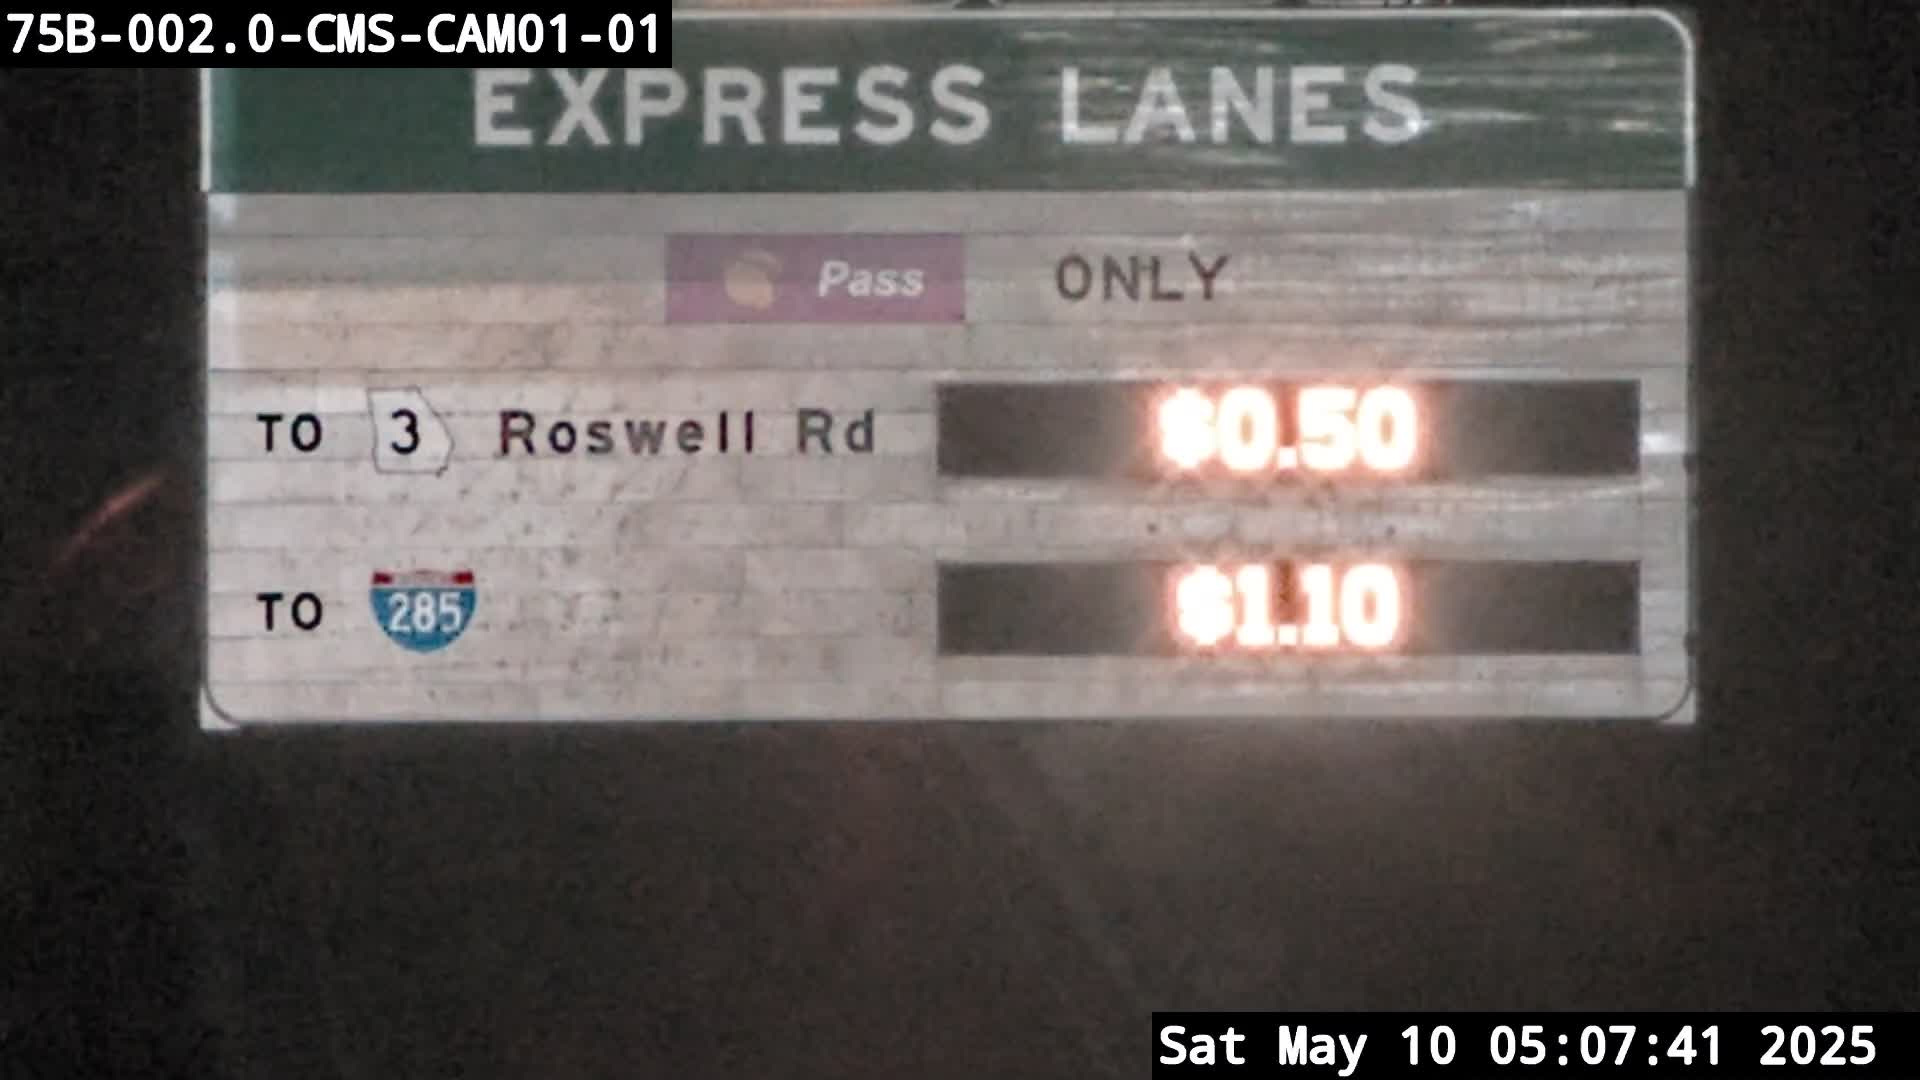 75B-002.0-CMS-CAM01-01
EXPRESS LANES
Pass ONLY
TO 3 Roswell Rd $0.50
TO 285 $1.10
Sat May 10 05:07:41 2025